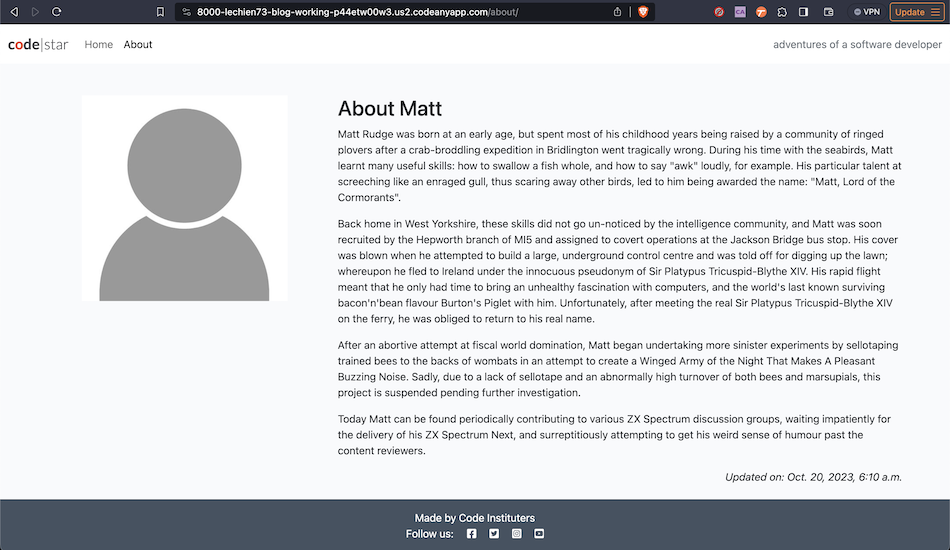 8000-lechien73-blog-working-p44etw00w3.us2.codeanyapp.com/about/
CA
VPN
Update
code|star
Home
About
adventures of a software developer
About Matt
Matt Rudge was born at an early age, but spent most of his childhood years being raised by a community of ringed
plovers after a crab-broddling expedition in Bridlington went tragically wrong. During his time with the seabirds, Matt
learnt many useful skills: how to swallow a fish whole, and how to say "awk" loudly, for example. His particular talent at
screeching like an enraged gull, thus scaring away other birds, led to him being awarded the name: "Matt, Lord of the
Cormorants".
Back home in West Yorkshire, these skills did not go un-noticed by the intelligence community, and Matt was soon
recruited by the Hepworth branch of MI5 and assigned to covert operations at the Jackson Bridge bus stop. His cover
was blown when he attempted to build a large, underground control centre and was told off for digging up the lawn;
whereupon he fled to Ireland under the innocuous pseudonym of Sir Platypus Tricuspid-Blythe XIV. His rapid flight
meant that he only had time to bring an unhealthy fascination with computers, and the world's last known surviving
bacon'n'bean flavour Burton's Piglet with him. Unfortunately, after meeting the real Sir Platypus Tricuspid-Blythe XIV
on the ferry, he was obliged to return to his real name.
After an abortive attempt at fiscal world domination, Matt began undertaking more sinister experiments by sellotaping
trained bees to the backs of wombats in an attempt to create a Winged Army of the Night That Makes A Pleasant
Buzzing Noise. Sadly, due to a lack of sellotape and an abnormally high turnover of both bees and marsupials, this
project is suspended pending further investigation.
Today Matt can be found periodically contributing to various ZX Spectrum discussion groups, waiting impatiently for
the delivery of his ZX Spectrum Next, and surreptitiously attempting to get his weird sense of humour past the
content reviewers.
Updated on: Oct. 20, 2023, 6:10 a.m.
Made by Code Instituters
Follow us: